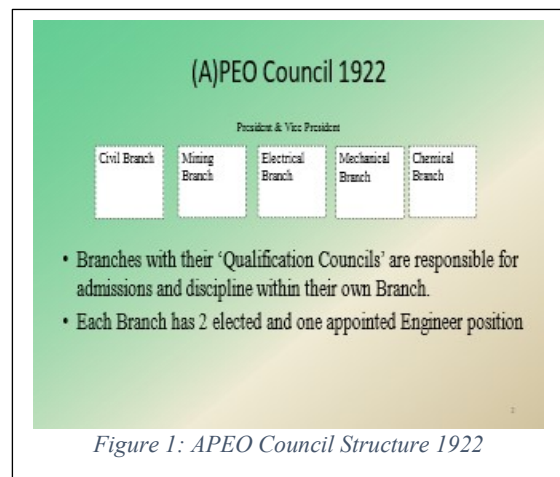 (A)PEO Council 1922
President & Vice President
Civil Branch
Mining
Branch
Electrical
Branch
Mechanical
Branch
Chemical
Branch
• Branches with their ‘Qualification Councils’ are responsible for
admissions and discipline within their own Branch.
• Each Branch has 2 elected and one appointed Engineer position
2
Figure 1: APEO Council Structure 1922